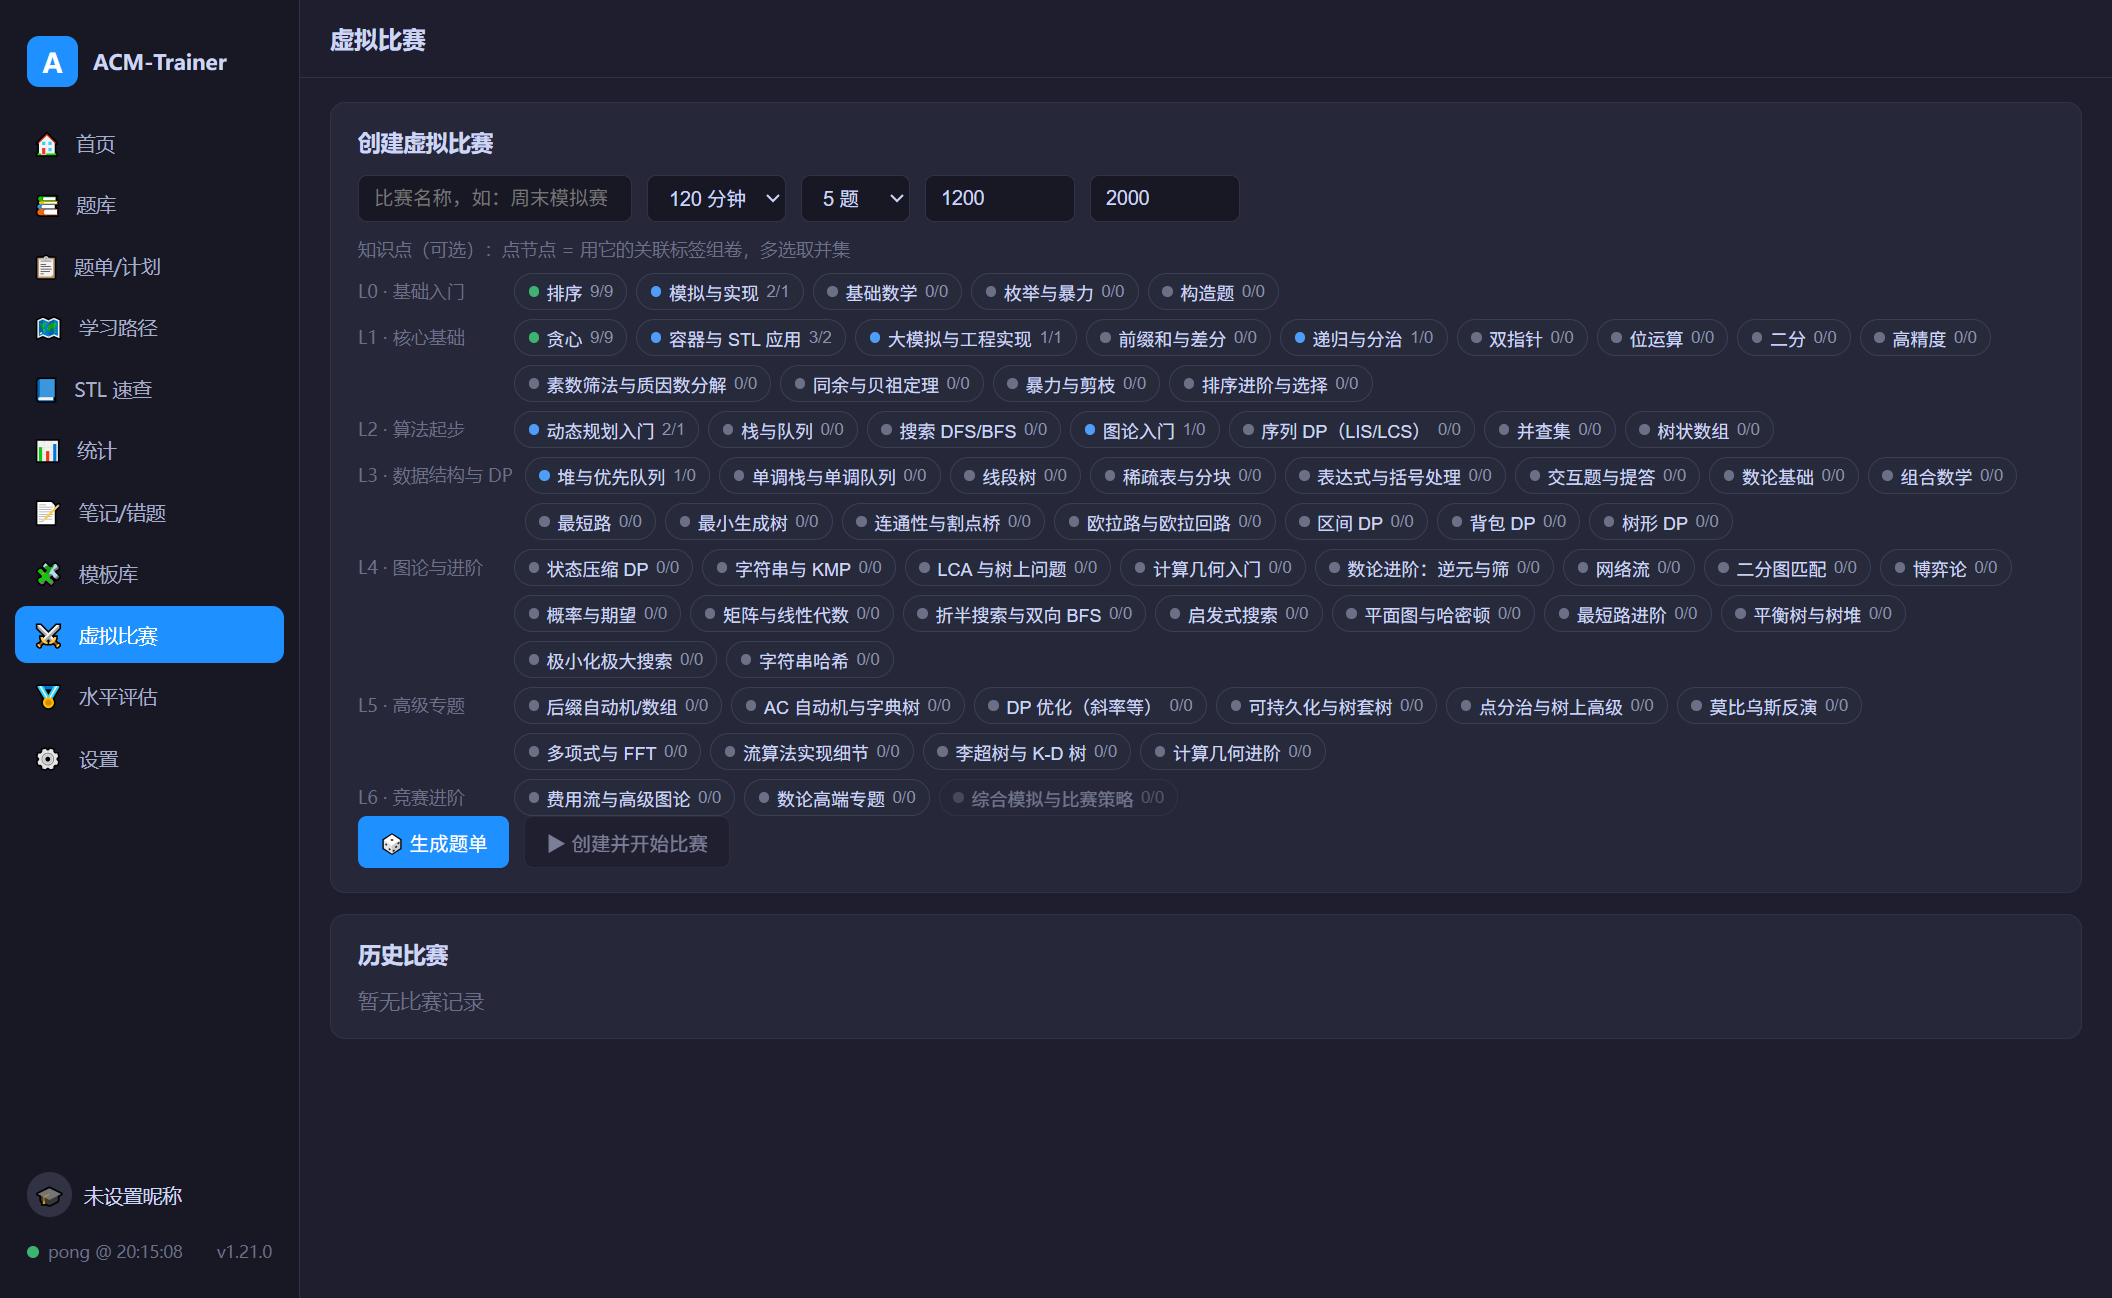 A ACM-Trainer
首页
题库
题单/计划
学习路径
STL 速查
统计
笔记/错题
模板库
虚拟比赛
水平评估
设置
未设置昵称
pong @ 20:15:08 v1.21.0
虚拟比赛
创建虚拟比赛
比赛名称，如：周末模拟赛 120 分钟 5 题 1200 2000
知识点（可选）：点节点 = 用它的关联标签组卷，多选取并集
L0 · 基础入门 排序 9/9 模拟与实现 2/1 基础数学 0/0 枚举与暴力 0/0 构造题 0/0
L1 · 核心基础 贪心 9/9 容器与 STL 应用 3/2 大模拟与工程实现 1/1 前缀和与差分 0/0 递归与分治 1/0 双指针 0/0 位运算 0/0 二分 0/0 高精度 0/0
素数筛法与质因数分解 0/0 同余与贝祖定理 0/0 暴力与剪枝 0/0 排序进阶与选择 0/0
L2 · 算法起步 动态规划入门 2/1 栈与队列 0/0 搜索 DFS/BFS 0/0 图论入门 1/0 序列 DP（LIS/LCS） 0/0 并查集 0/0 树状数组 0/0
L3 · 数据结构与 DP 堆与优先队列 1/0 单调栈与单调队列 0/0 线段树 0/0 稀疏表与分块 0/0 表达式与括号处理 0/0 交互题与提答 0/0 数论基础 0/0 组合数学 0/0
最短路 0/0 最小生成树 0/0 连通性与割点桥 0/0 欧拉路与欧拉回路 0/0 区间 DP 0/0 背包 DP 0/0 树形 DP 0/0
L4 · 图论与进阶 状态压缩 DP 0/0 字符串与 KMP 0/0 LCA 与树上问题 0/0 计算几何入门 0/0 数论进阶：逆元与筛 0/0 网络流 0/0 二分图匹配 0/0 博弈论 0/0
概率与期望 0/0 矩阵与线性代数 0/0 折半搜索与双向 BFS 0/0 启发式搜索 0/0 平面图与哈密顿 0/0 最短路进阶 0/0 平衡树与树堆 0/0
极小化极大搜索 0/0 字符串哈希 0/0
L5 · 高级专题 后缀自动机/数组 0/0 AC 自动机与字典树 0/0 DP 优化（斜率等） 0/0 可持久化与树套树 0/0 点分治与树上高级 0/0 莫比乌斯反演 0/0
多项式与 FFT 0/0 流算法实现细节 0/0 李超树与 K-D 树 0/0 计算几何进阶 0/0
L6 · 竞赛进阶 费用流与高级图论 0/0 数论高端专题 0/0 综合模拟与比赛策略 0/0
生成题单 ▶ 创建并开始比赛
历史比赛
暂无比赛记录